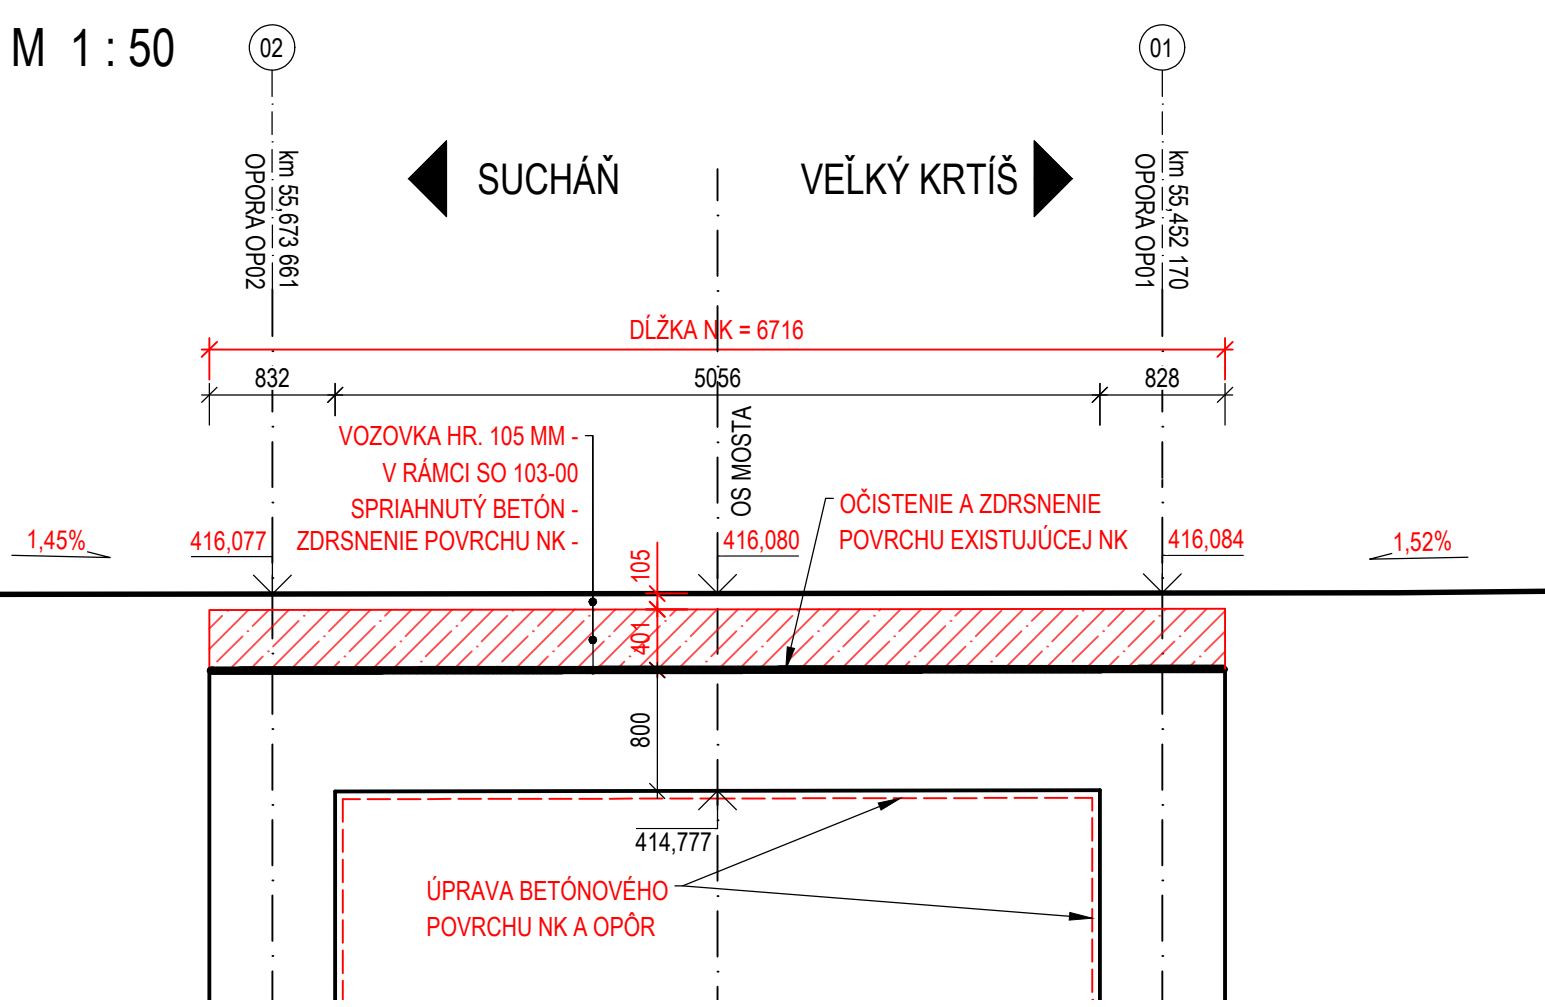 M 1 : 50
02
01
km 55,673 661
OPORA OP02
SUCHÁŇ
VEĽKÝ KRTÍŠ
km 55,452 170
OPORA OP01
DĹŽKA NK = 6716
832
5056
828
VOZOVKA HR. 105 MM -
V RÁMCI SO 103-00
SPRIAHNUTÝ BETÓN -
ZDRSNENIE POVRCHU NK -
OS MOSTA
OČISTENIE A ZDRSNENIE
POVRCHU EXISTUJÚCEJ NK
1,45%
416,077
416,080
416,084
1,52%
105
401
800
414,777
ÚPRAVA BETÓNOVÉHO
POVRCHU NK A OPÔR